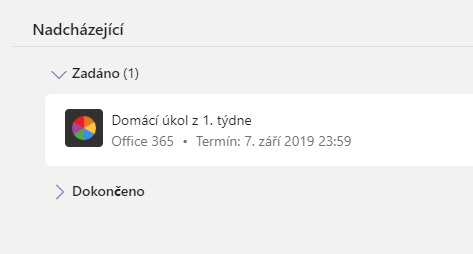 Nadcházející
Zadáno (1)
Domácí úkol z 1. týdne
Office 365 • Termín: 7. září 2019 23:59
Dokončeno